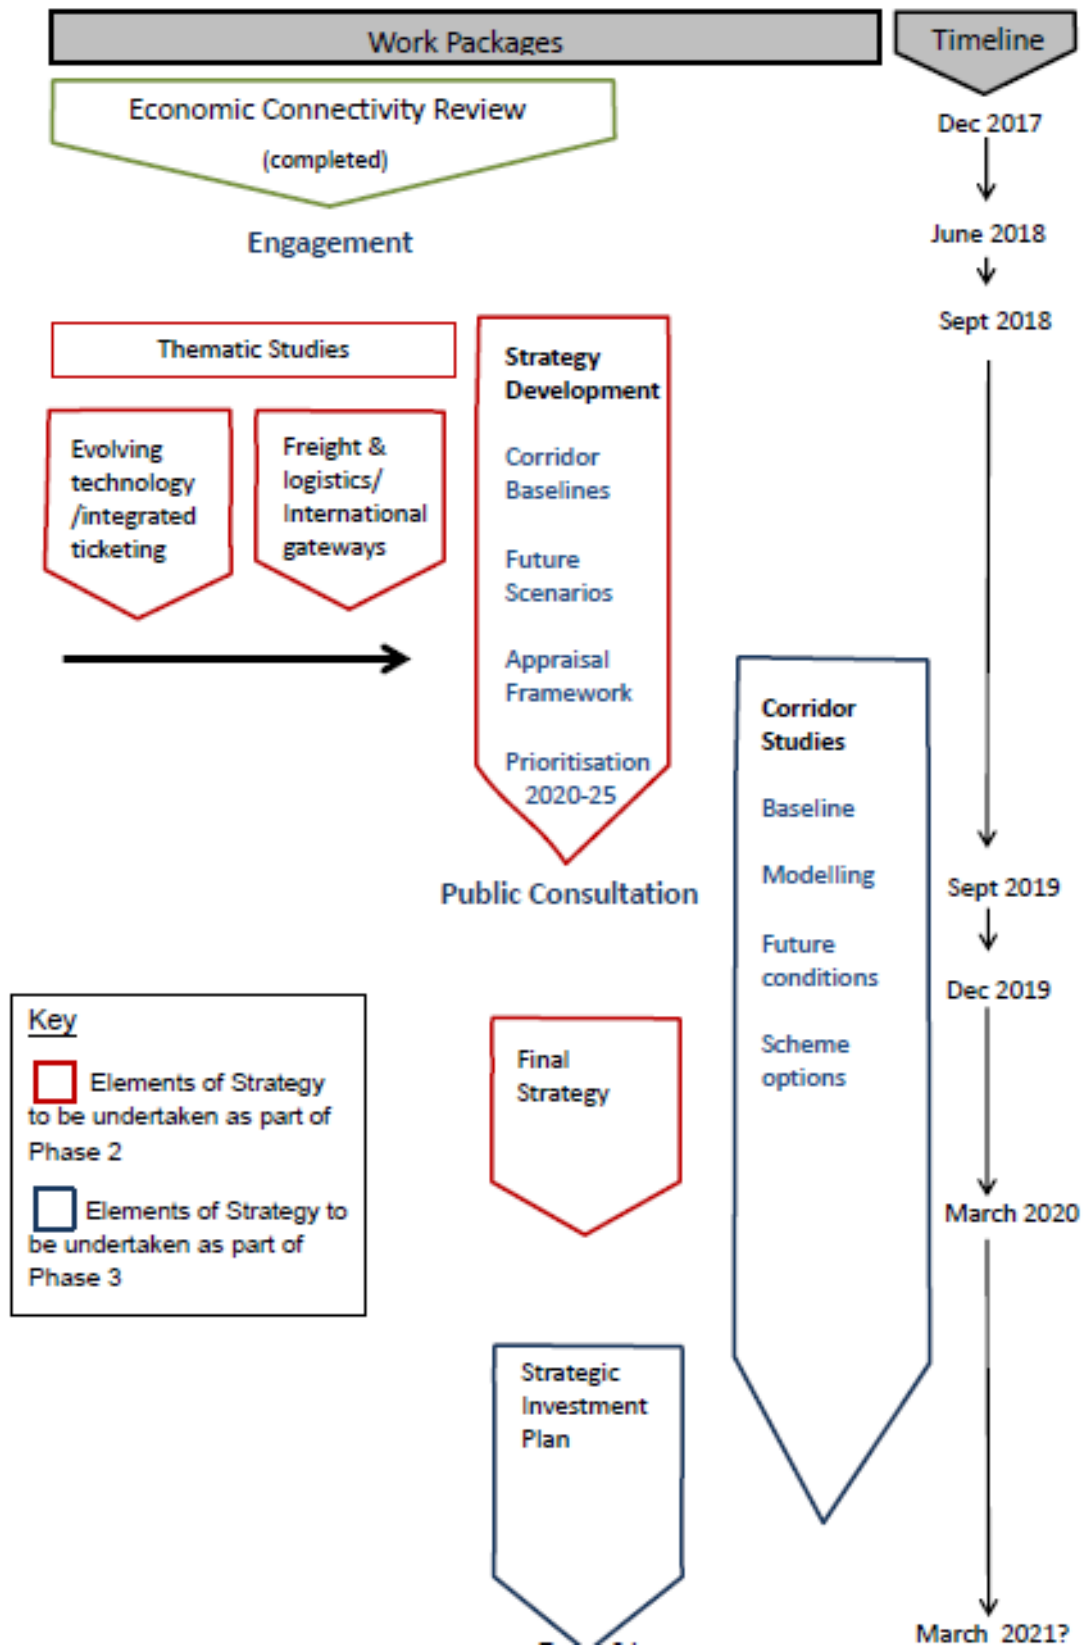 Work Packages
Timeline
Economic Connectivity Review
(completed)
Engagement
Dec 2017
June 2018
Sept 2018
Thematic Studies
Evolving
technology
/integrated
ticketing
Freight &
logistics/
International
gateways
Strategy
Development
Corridor
Baselines
Future
Scenarios
Appraisal
Framework
Prioritisation
2020-25
Public Consultation
Corridor
Studies
Baseline
Modelling
Future
conditions
Scheme
options
Sept 2019
Dec 2019
March 2020
March 2021?
Key
Elements of Strategy
to be undertaken as part of
Phase 2
Elements of Strategy to
be undertaken as part of
Phase 3
Final
Strategy
Strategic
Investment
Plan